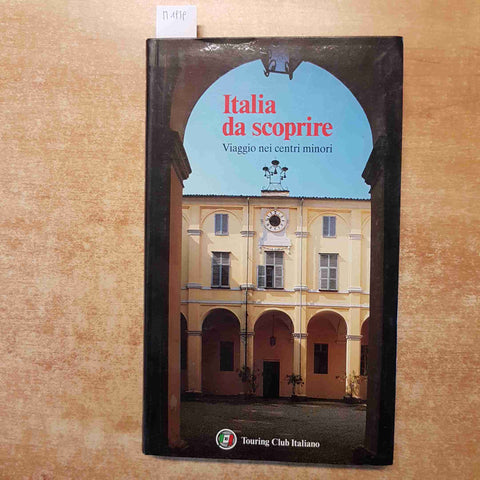 Italia
da scoprire
Viaggio nei centri minori
Touring Club Italiano